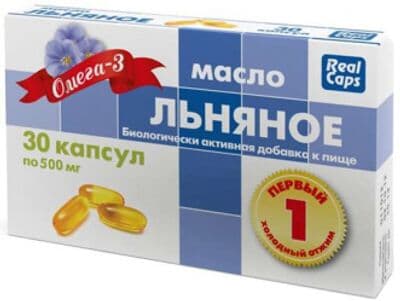 Омега-3
масло
ЛЬНЯНОЕ
Биологически активная добавка к пище
30 капсул
по 500 мг
Real
Caps
ПЕРВЫЙ
1
холодный отжим
30